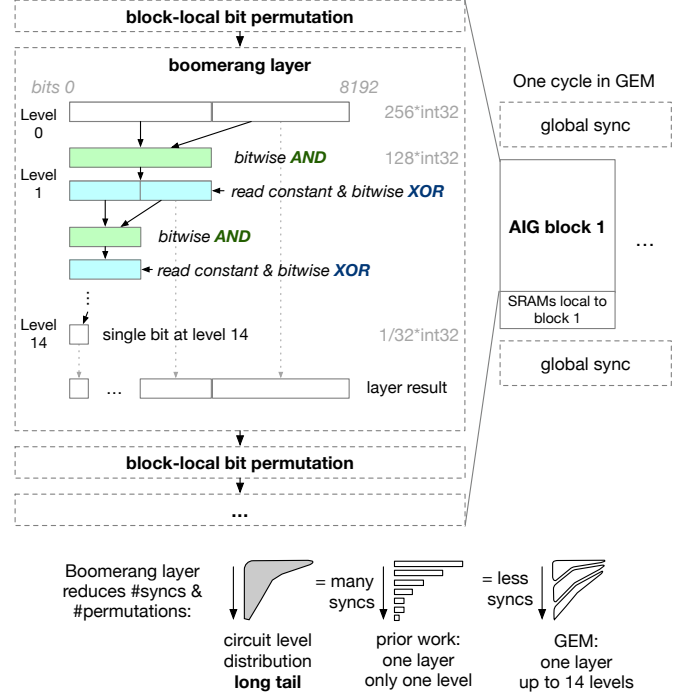 block-local bit permutation
boomerang layer
bits 0
8192
Level
0
256*int32
bitwise AND
128*int32
Level
1
read constant & bitwise XOR
bitwise AND
read constant & bitwise XOR
...
Level
14
single bit at level 14
1/32*int32
...
layer result
block-local bit permutation
...
One cycle in GEM
global sync
AIG block 1
...
SRAMs local to
block 1
global sync
Boomerang layer
reduces #syncs &
#permutations:
circuit level
distribution
long tail
= many
syncs
prior work:
one layer
only one level
= less
syncs
GEM:
one layer
up to 14 levels